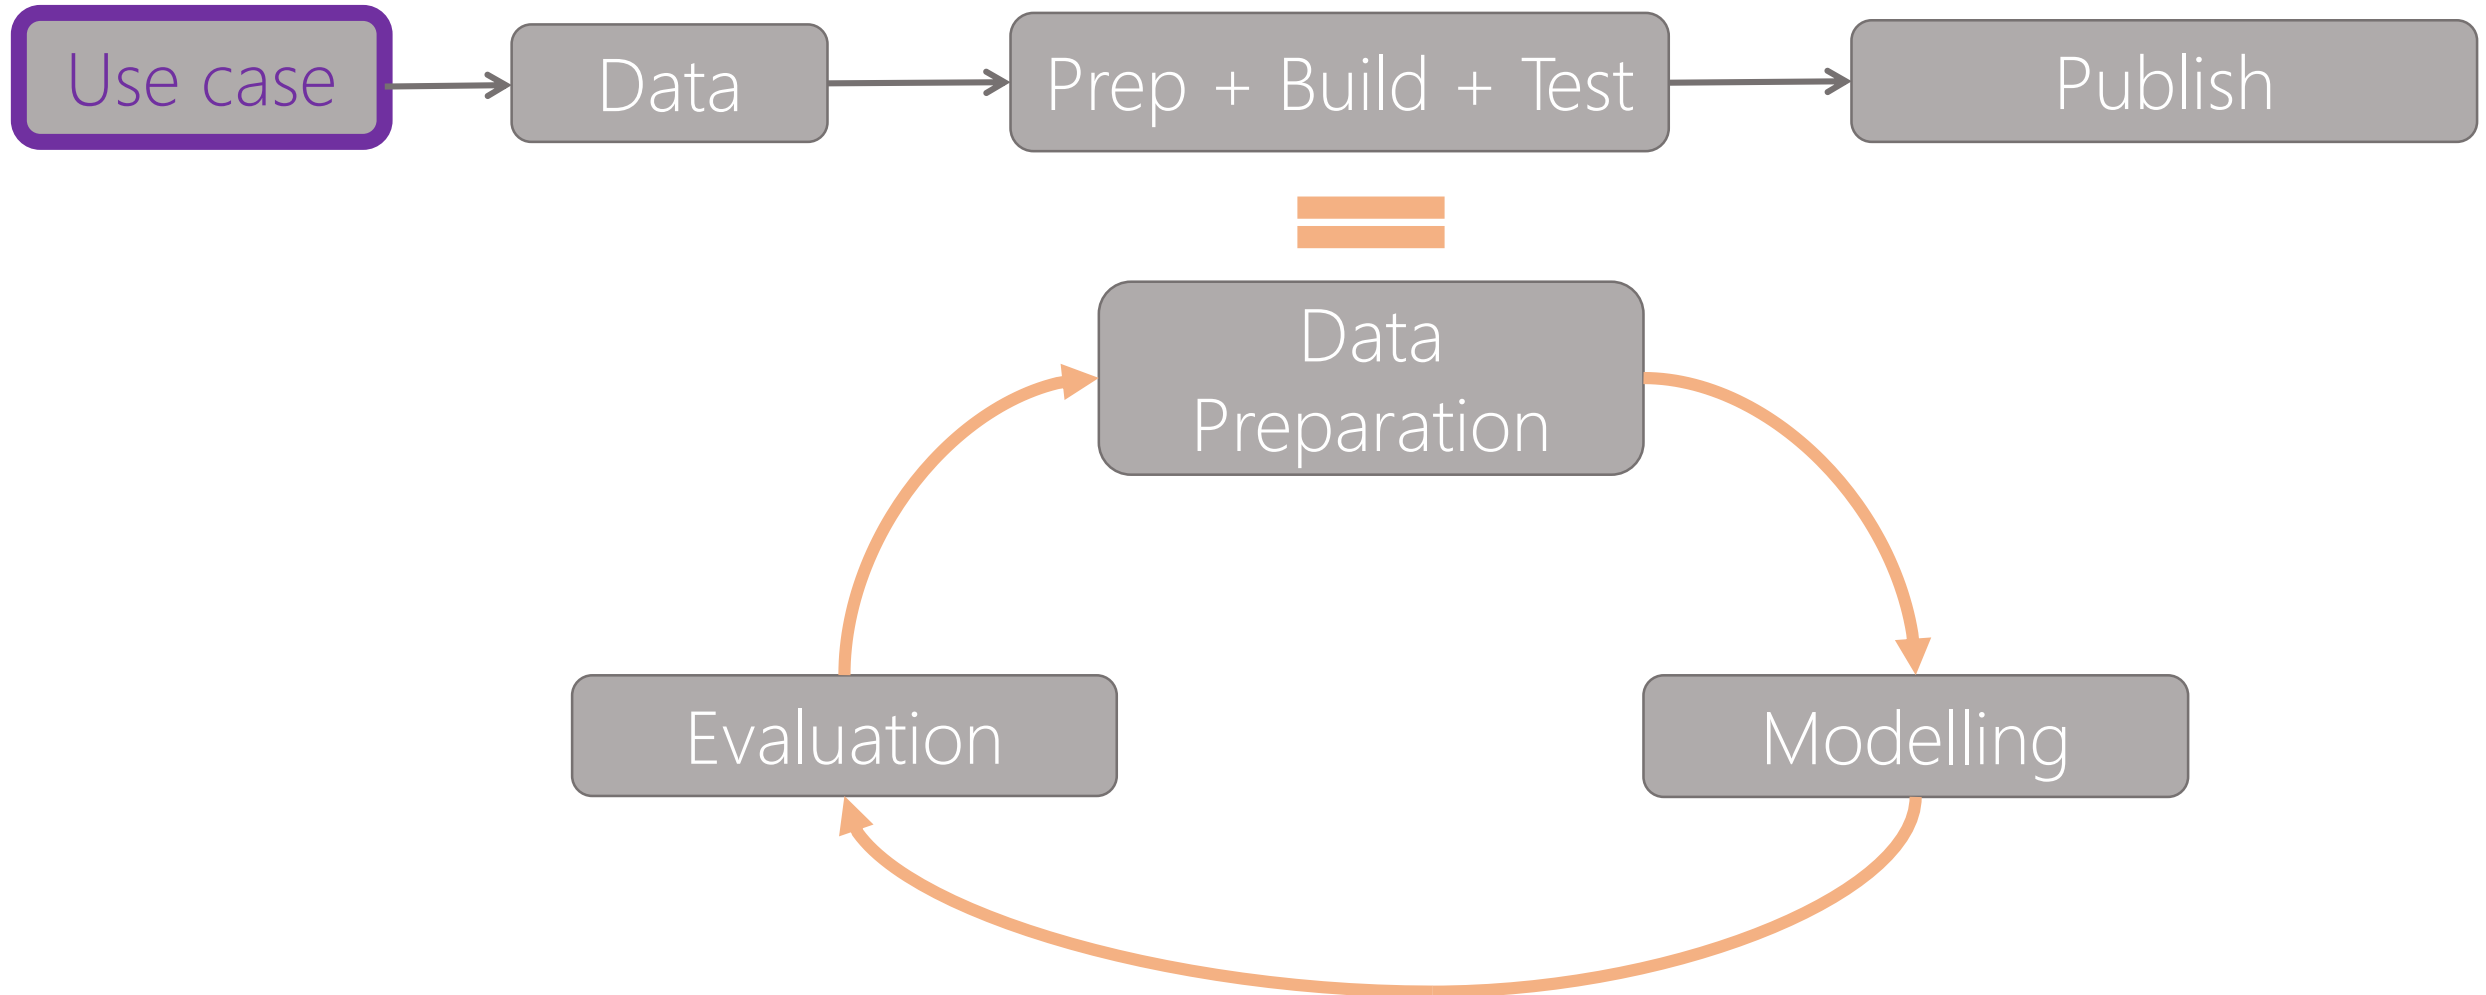 Use case
Data
Prep + Build + Test
Publish
Data
Preparation
Evaluation
Modelling